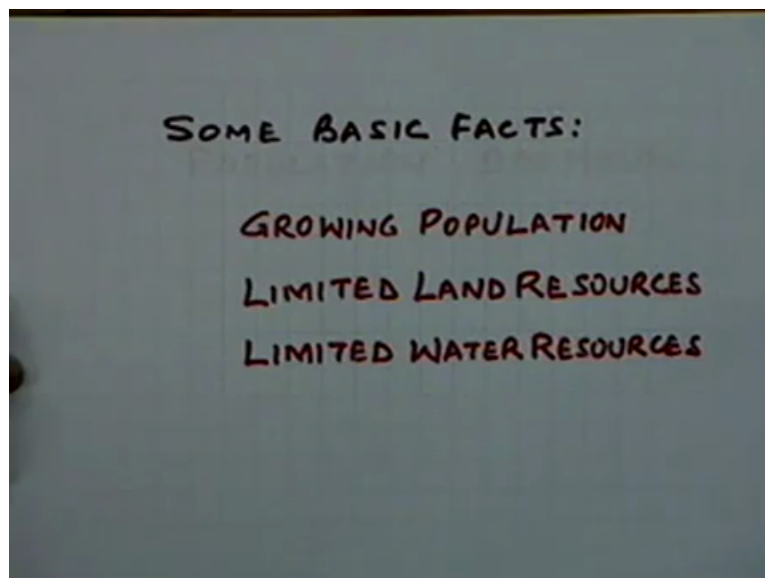 SOME BASIC FACTS:
GROWING POPULATION
LIMITED LAND RESOURCES
LIMITED WATER RESOURCES